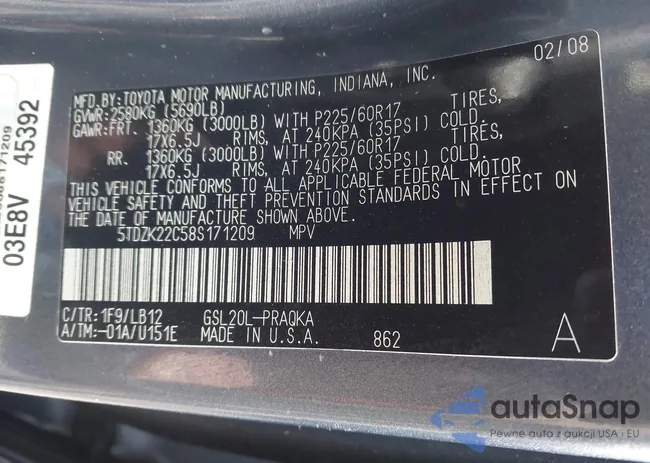 02/08
MFD.BY:TOYOTA MOTOR MANUFACTURING, INDIANA, INC.
GVWR:2580KG (5690LB)
GAWR:FRT. 1360KG (3000LB) WITH P225/60R17 TIRES,
17X6.5J RIMS, AT 240KPA (35PSI) COLD.
RR. 1360KG (3000LB) WITH P225/60R17 TIRES,
17X6.5J RIMS, AT 240KPA (35PSI) COLD.
THIS VEHICLE CONFORMS TO ALL APPLICABLE FEDERAL MOTOR
VEHICLE SAFETY AND THEFT PREVENTION STANDARDS IN EFFECT ON
THE DATE OF MANUFACTURE SHOWN ABOVE.
5TDZK22C58S171209 MPV
C/TR:1F9/LB12 GSL20L-PRAQKA
A/TM:-01A/U151E MADE IN U.S.A. 862 A
03E8V 45392
autaSnap
Pewne auta z aukcji USA i EU